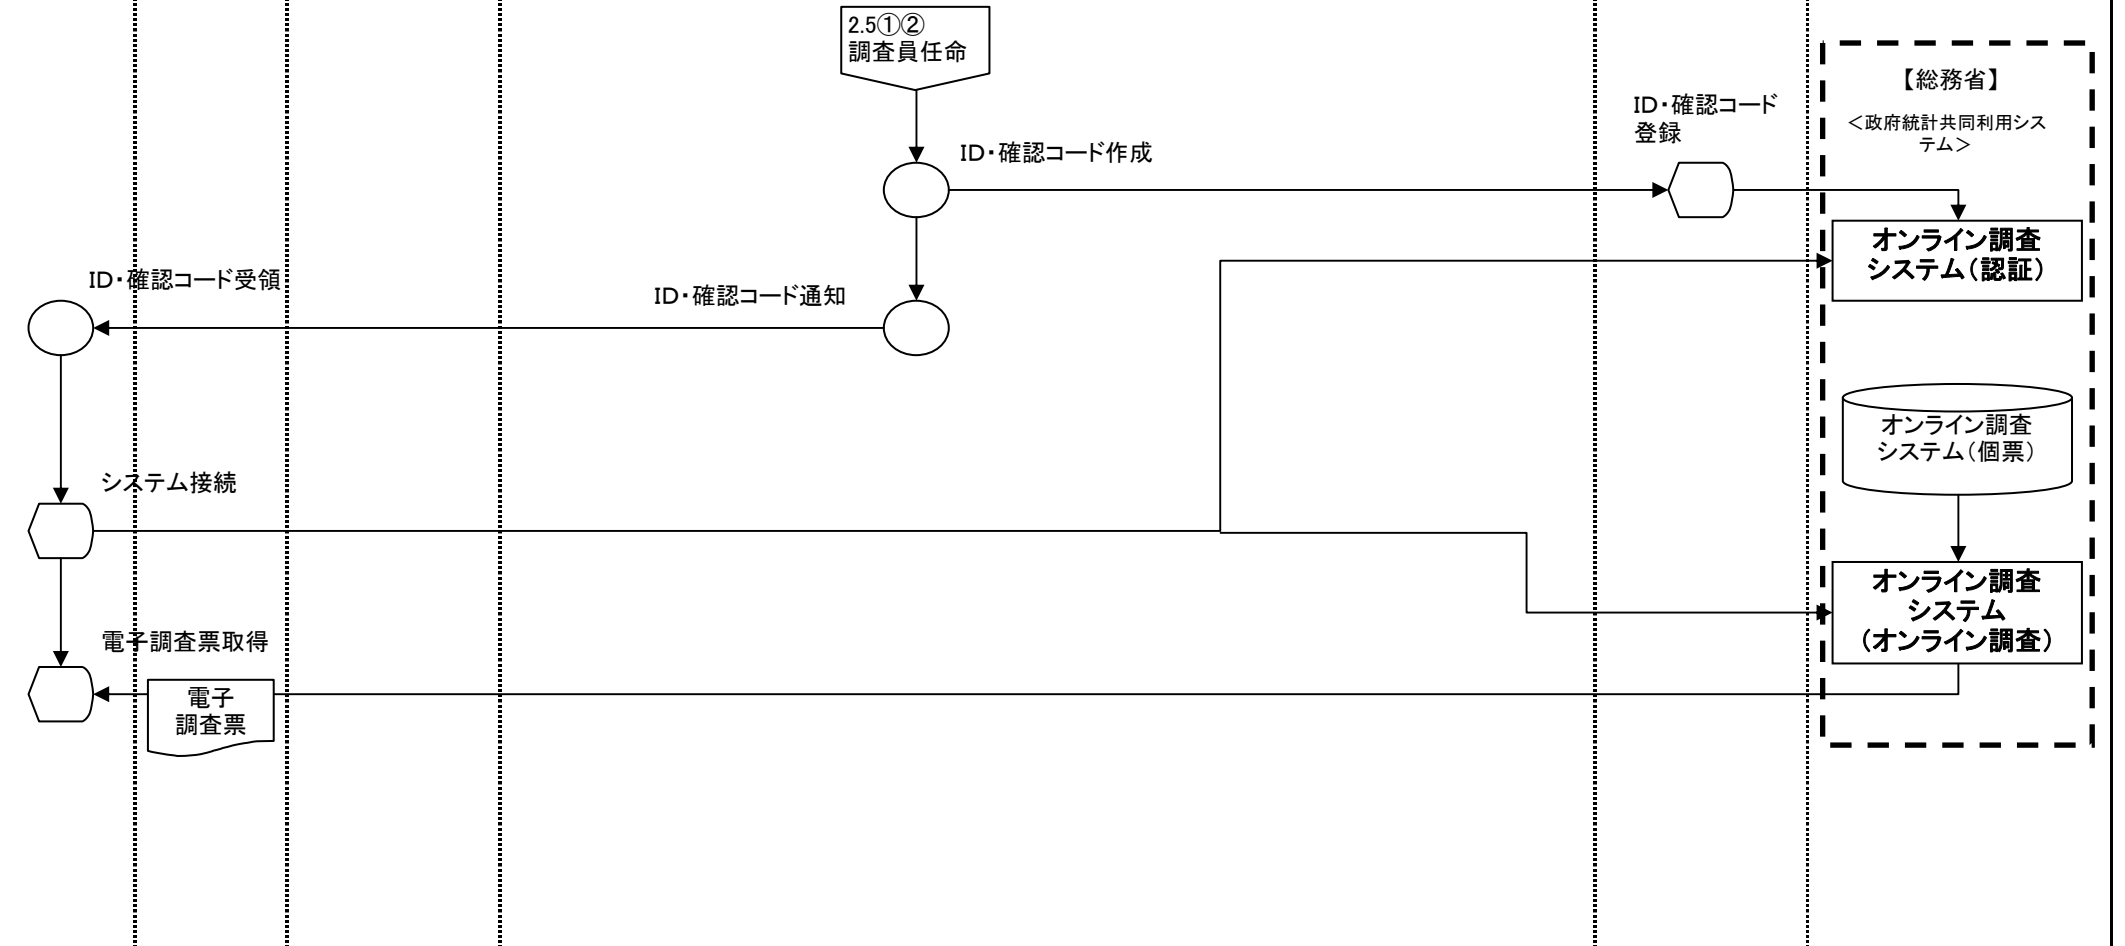 2.5①②
調査員任命
【総務省】
ID・確認コード
登録
<政府統計共同利用シス
テム>
ID・確認コード作成
オンライン調査
システム(認証)
ID・確認コード受領
ID・確認コード通知
オンライン調査
システム(個票)
システム接続
オンライン調査
システム
(オンライン調査)
電子調査票取得
電子
調査票